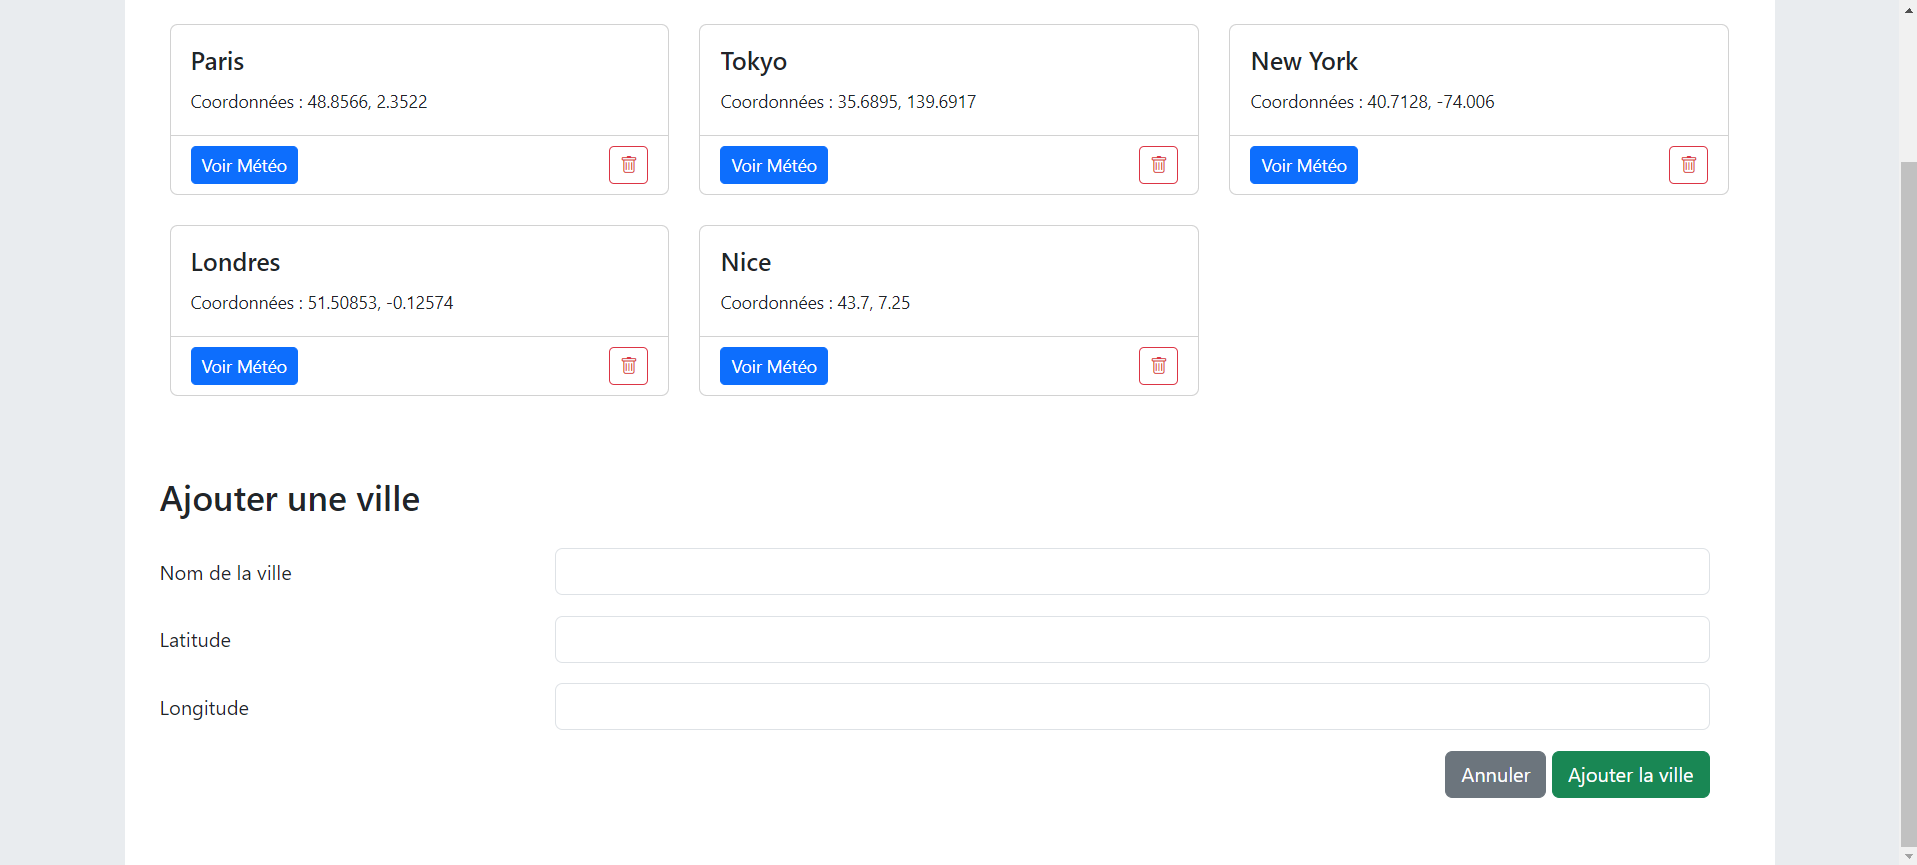 Paris
Coordonnées : 48.8566, 2.3522
Voir Météo
Tokyo
Coordonnées : 35.6895, 139.6917
Voir Météo
New York
Coordonnées : 40.7128, -74.006
Voir Météo
Londres
Coordonnées : 51.50853, -0.12574
Voir Météo
Nice
Coordonnées : 43.7, 7.25
Voir Météo
Ajouter une ville
Nom de la ville
Latitude
Longitude
Annuler
Ajouter la ville